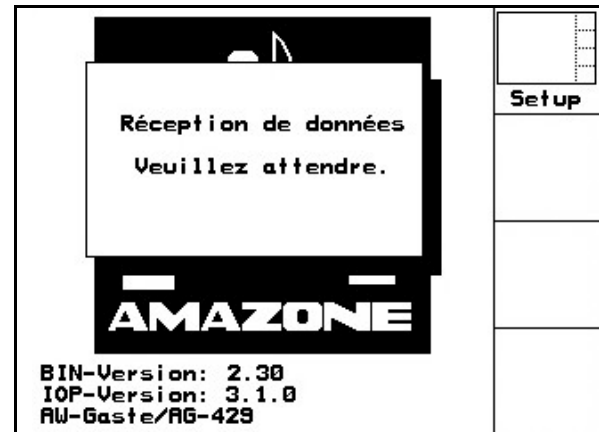 Réception de données
Veuillez attendre.
Setup
AMAZONE
BIN-Version: 2.30
IOP-Version: 3.1.0
AW-Gaste/AG-429